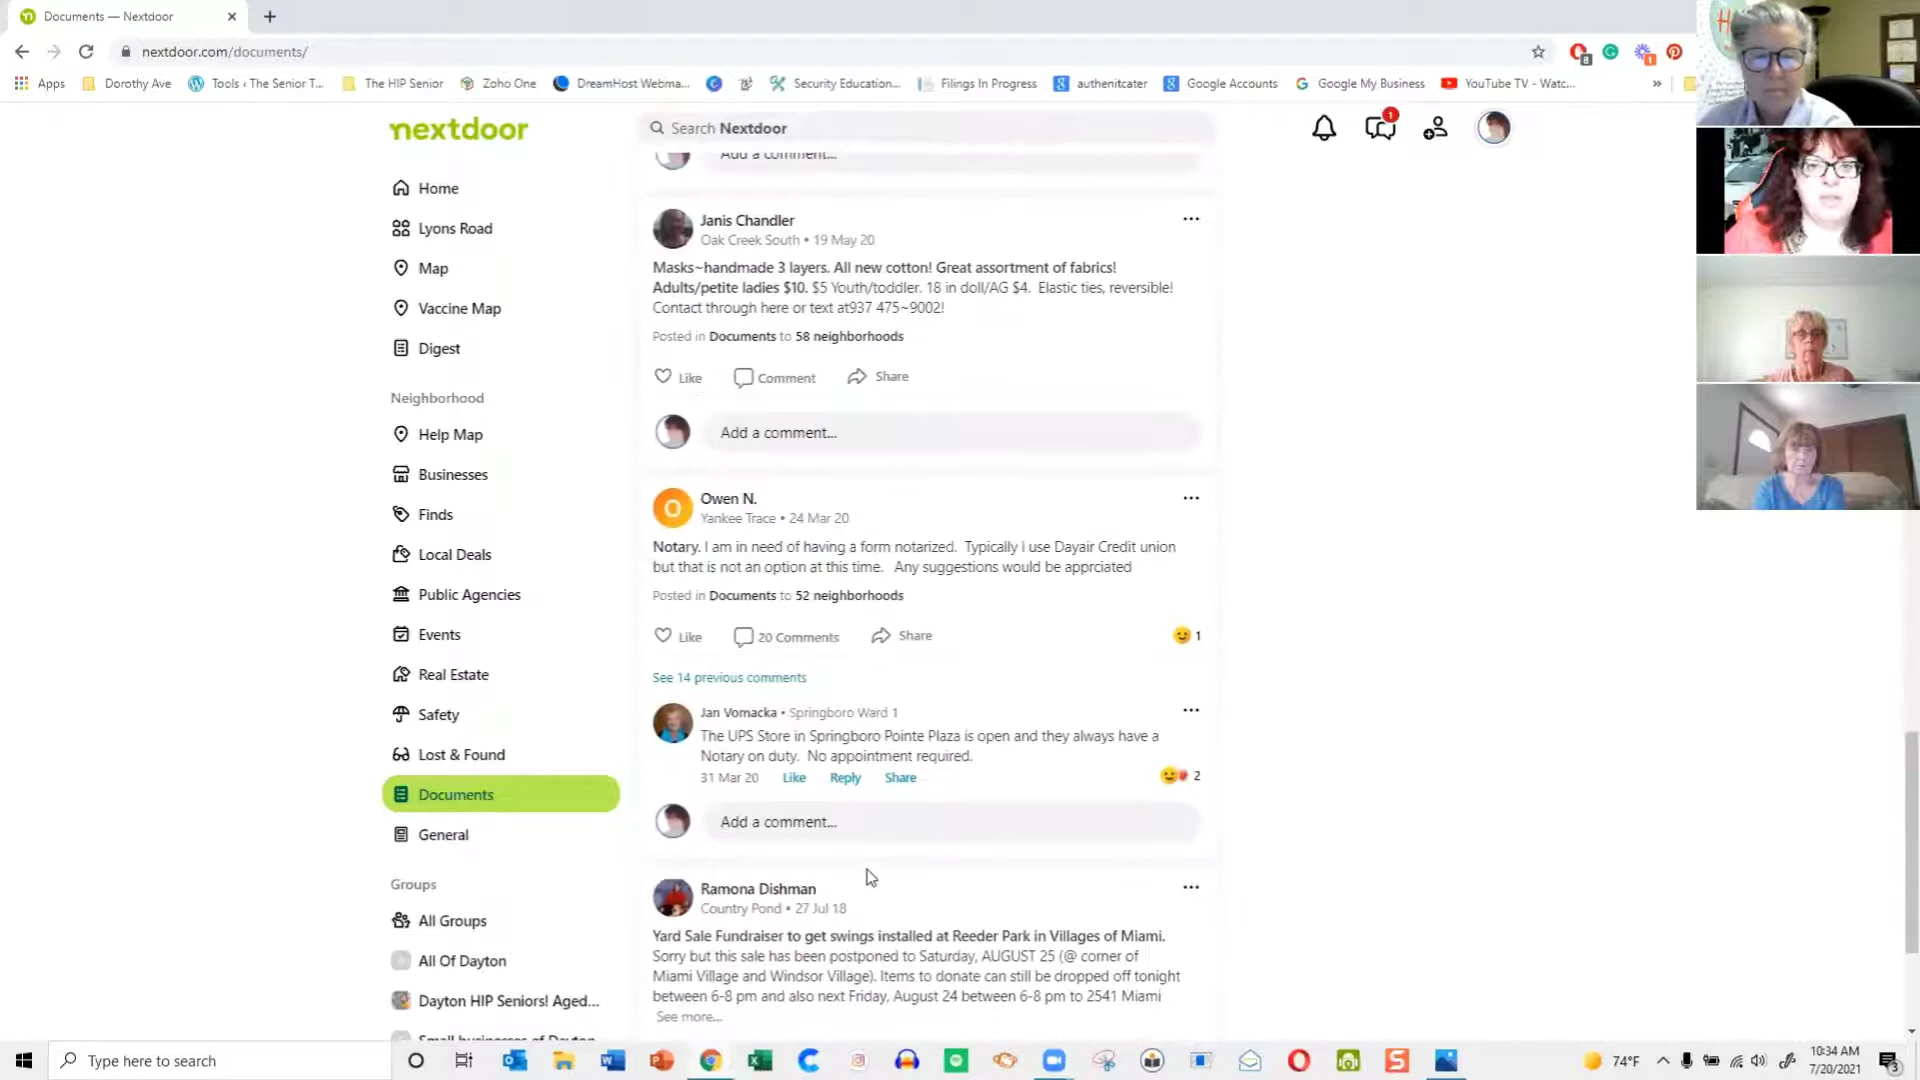 Documents — Nextdoor
nextdoor.com/documents/
8
1
Apps
Dorothy Ave
Tools ‹ The Senior T...
The HIP Senior
Zoho One
DreamHost Webma...
Security Education...
Filings In Progress
authenitcater
Google Accounts
Google My Business
YouTube TV - Watc...
»
nextdoor
Search Nextdoor
1
Home
Lyons Road
Map
Vaccine Map
Digest
Neighborhood
Help Map
Businesses
Finds
Local Deals
Public Agencies
Events
Real Estate
Safety
Lost & Found
Documents
General
Groups
All Groups
All Of Dayton
Dayton HIP Seniors! Aged...
Small businesses of Dayton
Add a comment...
Janis Chandler
Oak Creek South • 19 May 20
Masks~handmade 3 layers. All new cotton! Great assortment of fabrics!
Adults/petite ladies $10. $5 Youth/toddler. 18 in doll/AG $4. Elastic ties, reversible!
Contact through here or text at937 475~9002!
Posted in Documents to 58 neighborhoods
Like
Comment
Share
Add a comment...
O
Owen N.
Yankee Trace • 24 Mar 20
Notary. I am in need of having a form notarized. Typically i use Dayair Credit union
but that is not an option at this time. Any suggestions would be apprciated
Posted in Documents to 52 neighborhoods
Like
20 Comments
Share
1
See 14 previous comments
Jan Vornacka • Springboro Ward 1
The UPS Store in Springboro Pointe Plaza is open and they always have a
Notary on duty. No appointment required.
31 Mar 20
Like
Reply
Share
2
Add a comment...
Ramona Dishman
Country Pond • 27 Jul 18
Yard Sale Fundraiser to get swings installed at Reeder Park in Villages of Miami.
Sorry but this sale has been postponed to Saturday, AUGUST 25 (@ corner of
Miami Village and Windsor Village). Items to donate can still be dropped off tonight
between 6-8 pm and also next Friday, August 24 between 6-8 pm to 2541 Miami
See more...
Type here to search
74°F
10:34 AM
7/20/2021
3